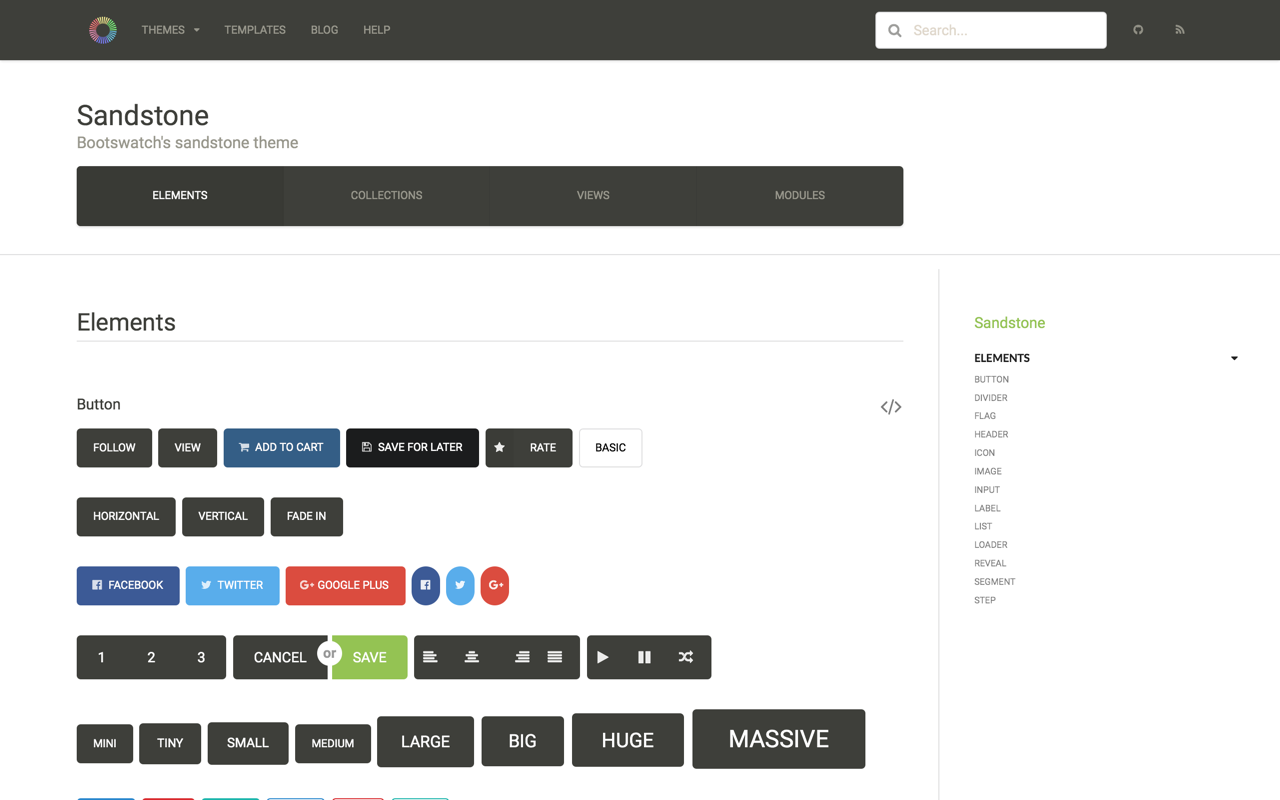 THEMES TEMPLATES BLOG HELP Search...
Sandstone
Bootswatch's sandstone theme
ELEMENTS COLLECTIONS VIEWS MODULES
Elements
Button
FOLLOW VIEW ADD TO CART SAVE FOR LATER RATE BASIC
HORIZONTAL VERTICAL FADE IN
FACEBOOK TWITTER G+ GOOGLE PLUS G+
1 2 3 CANCEL or SAVE
MINI TINY SMALL MEDIUM LARGE BIG HUGE MASSIVE
Sandstone
ELEMENTS
BUTTON
DIVIDER
FLAG
HEADER
ICON
IMAGE
INPUT
LABEL
LIST
LOADER
REVEAL
SEGMENT
STEP